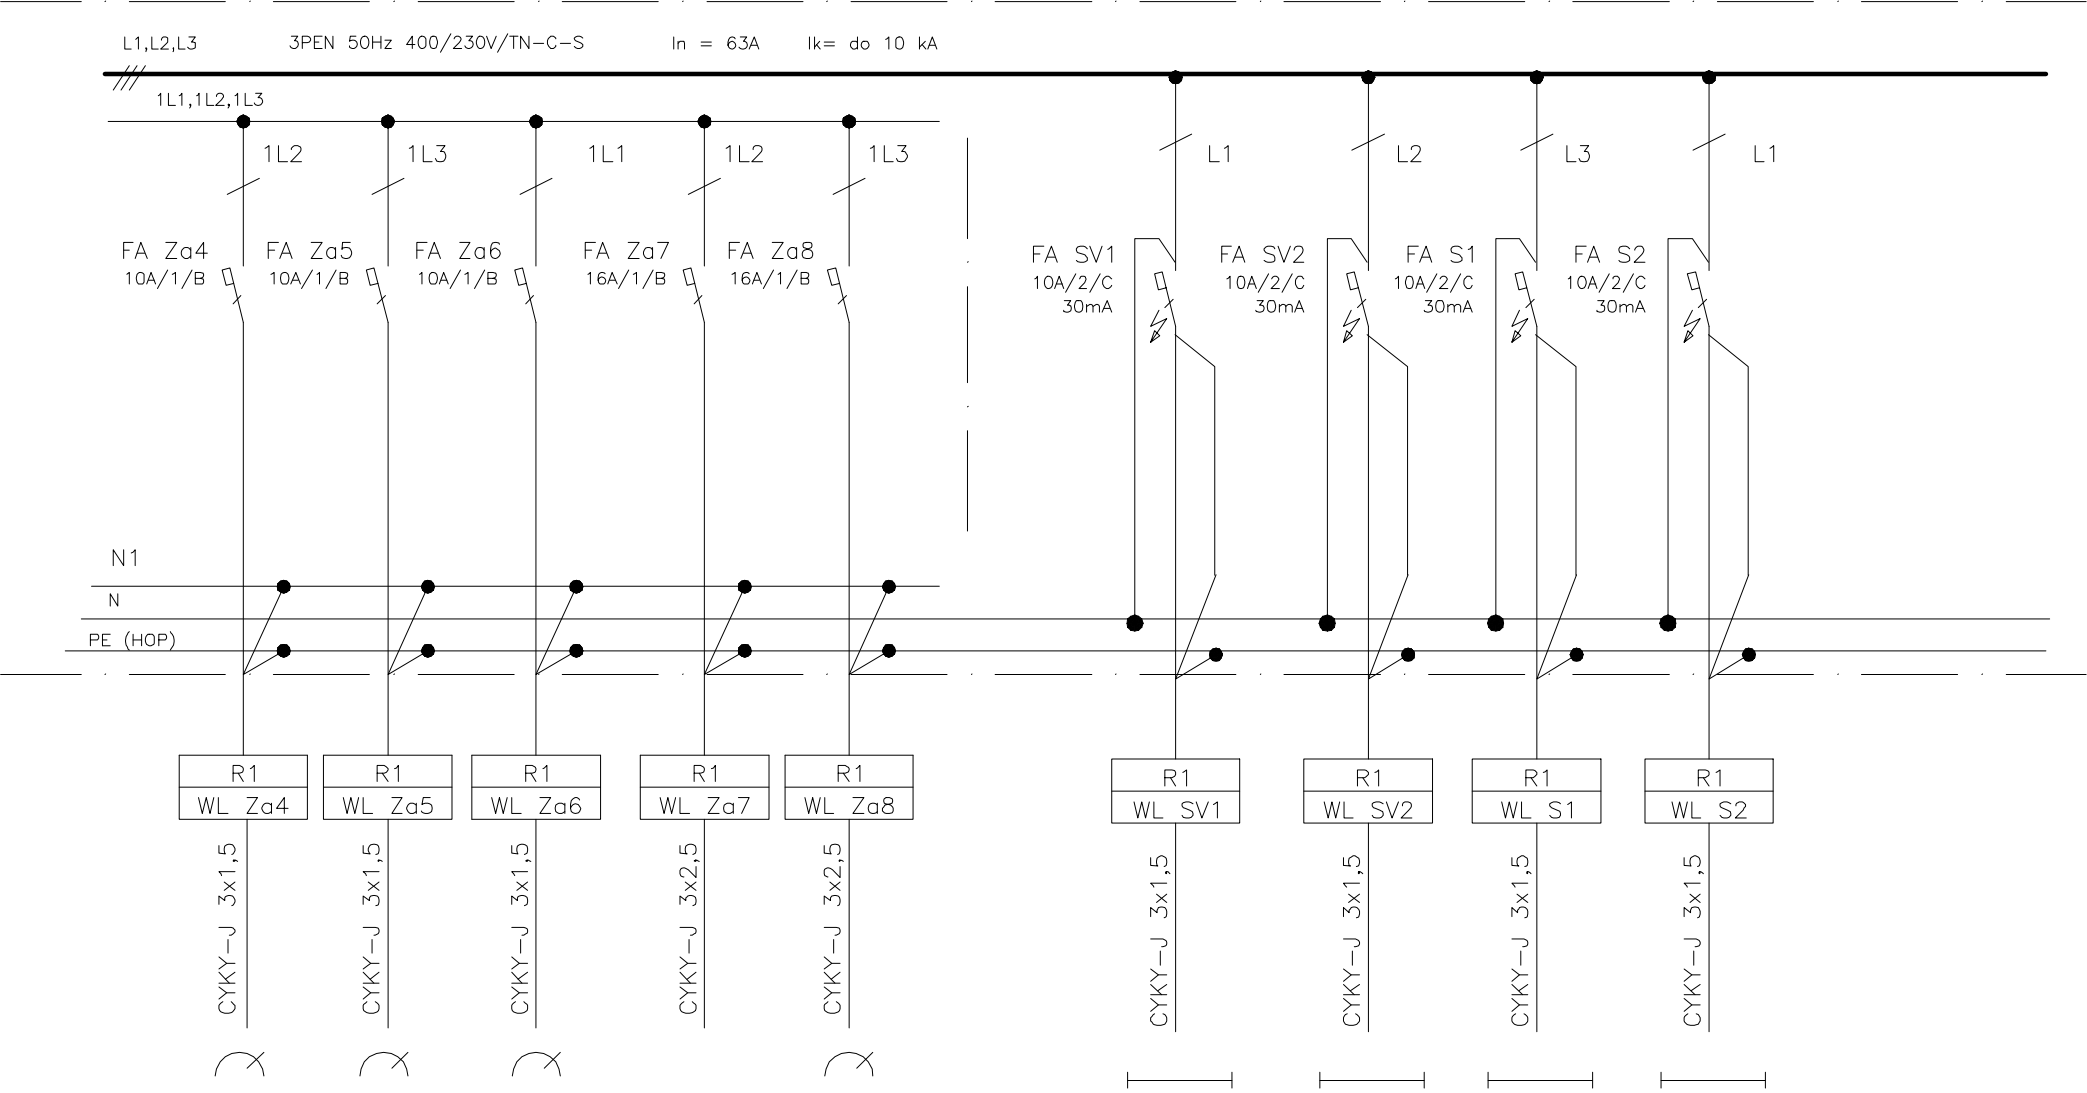 L1,L2,L3 3PEN 50Hz 400/230V/TN-C-S In = 63A Ik= do 10 kA
1L1,1L2,1L3
1L2 1L3 1L1 1L2 1L3 L1 L2 L3 L1
FA Za4 FA Za5 FA Za6 FA Za7 FA Za8 FA SV1 FA SV2 FA S1 FA S2
10A/1/B 10A/1/B 10A/1/B 16A/1/B 16A/1/B 10A/2/C 10A/2/C 10A/2/C 10A/2/C
30mA 30mA 30mA 30mA
N1
N
PE (HOP)
R1 R1 R1 R1 R1 R1 R1 R1 R1
WL Za4 WL Za5 WL Za6 WL Za7 WL Za8 WL SV1 WL SV2 WL S1 WL S2
CYKY-J 3x1,5
CYKY-J 3x1,5
CYKY-J 3x1,5
CYKY-J 3x2,5
CYKY-J 3x2,5
CYKY-J 3x1,5
CYKY-J 3x1,5
CYKY-J 3x1,5
CYKY-J 3x1,5